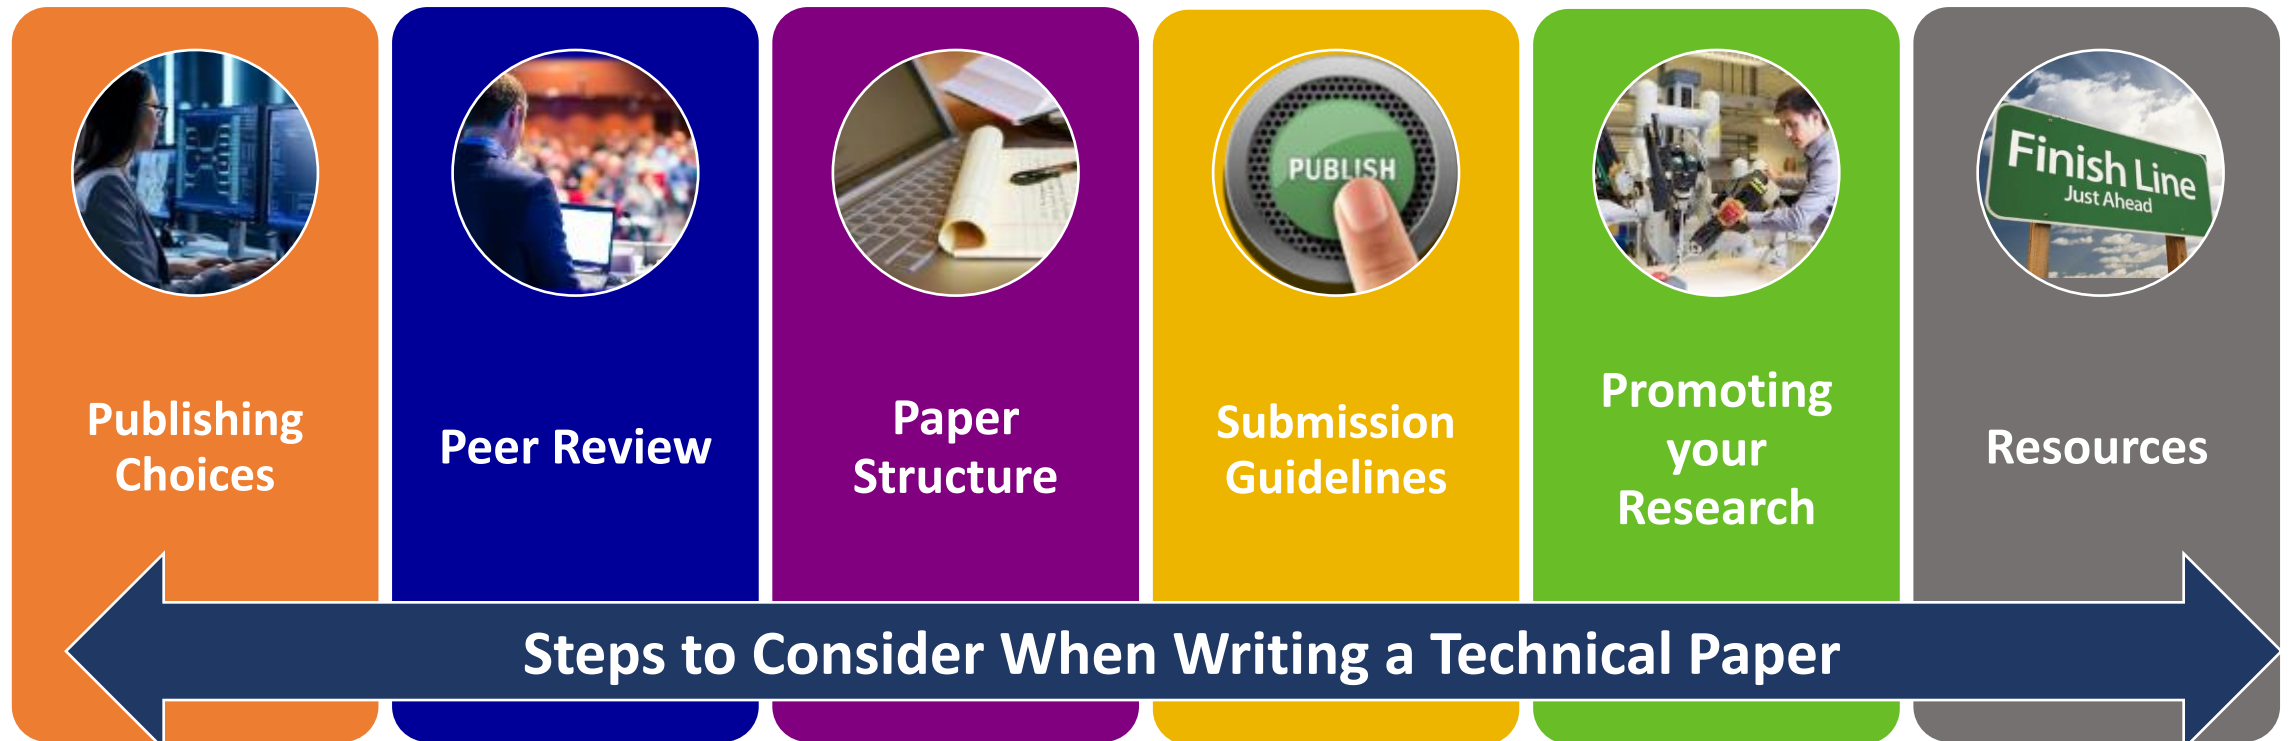 PUBLISH
Finish Line
Just Ahead
Publishing
Choices
Peer Review
Paper
Structure
Submission
Guidelines
Promoting
your
Research
Resources
Steps to Consider When Writing a Technical Paper